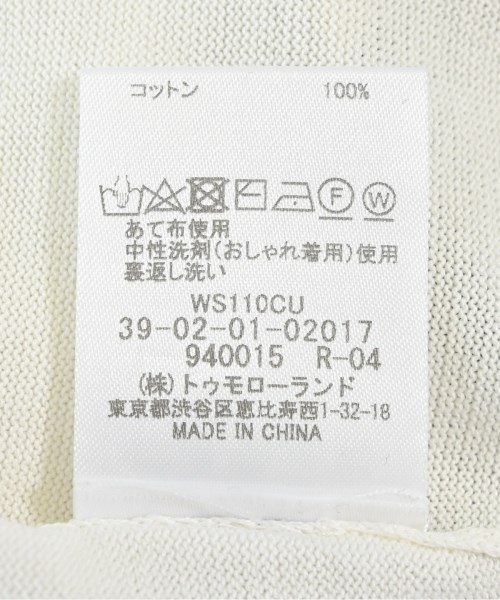 コットン 100%
F W
あて布使用
中性洗剤(おしゃれ着用)使用
裏返し洗い
WS110CU
39-02-01-02017
940015 R-04
(株)トゥモローランド
東京都渋谷区恵比寿西1-32-18
MADE IN CHINA